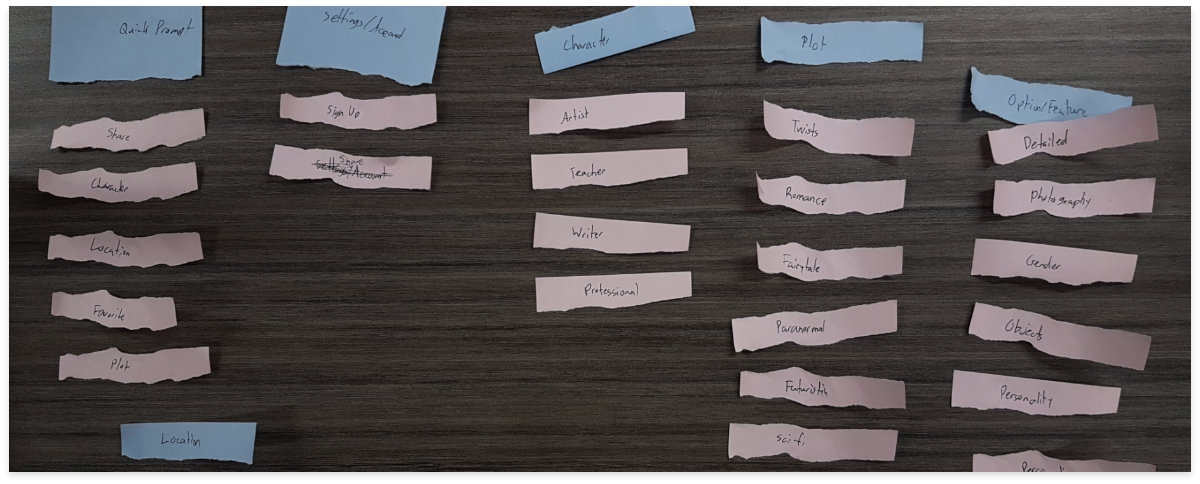 Quick Prompt
Share
Character
Location
Favorite
Plot
Location
Settings/Account
Sign Up
Share
Settings/Account
Character
Artist
Teacher
Writer
Professional
Plot
Twists
Romance
Fairytale
Paranormal
Futuristic
sci-fi
Option/Feature
Detailed
Photography
Gender
Objects
Personality